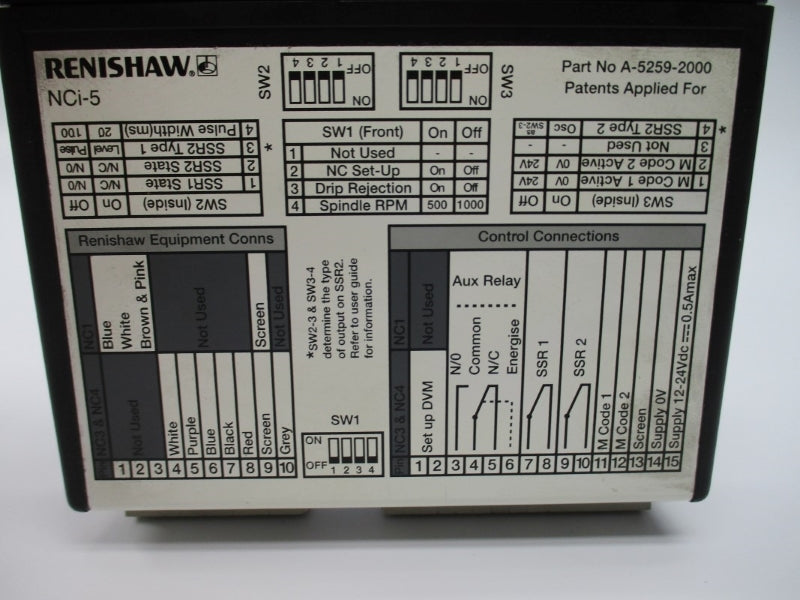 RENISHAW®
NCi-5
SW2
OFF
1 2 3 4
ON
OFF
1 2 3 4
ON
SW3
Part No A-5259-2000
Patents Applied For
SW2 (Inside) On Off
1 SSR1 State N/C N/O
2 SSR2 State N/C N/O
3 SSR2 Type 1 Level Pulse *
4 Pulse Width(ms) 20 100
SW1 (Front) On Off
1 Not Used - -
2 NC Set-Up On Off
3 Drip Rejection On Off
4 Spindle RPM 500 1000
SW3 (Inside) On Off
1 M Code 1 Active 0V 24V
2 M Code 2 Active 0V 24V
3 Not Used - -
4 SSR2 Type 2 Osc as SW2-3 *
Renishaw Equipment Conns
Pin NC3 & NC4 NC1
1 Not Used Blue
2 White
3 Brown & Pink
4 White Not Used
5 Purple
6 Blue
7 Black
8 Red
9 Screen Screen
10 Grey Not Used
*SW2-3 & SW3-4
determine the type
of output on SSR2.
Refer to user guide
for information.
SW1
ON
OFF
1 2 3 4
Control Connections
Pin NC3 & NC4 NC1
1 Set up DVM Not Used
2
Aux Relay
3 N/O
4 Common
5 N/C
6 Energise
7 SSR 1
8
9 SSR 2
10
11 M Code 1
12 M Code 2
13 Screen
14 Supply 0V
15 Supply 12-24Vdc ⎓ 0.5Amax